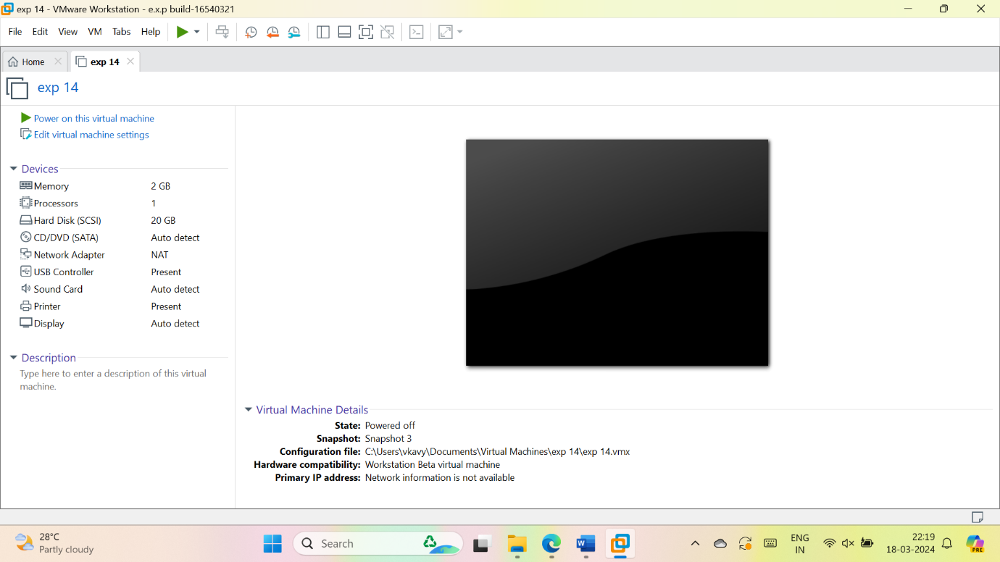 exp 14 - VMware Workstation - e.x.p build-16540321
File Edit View VM Tabs Help
Home
exp 14
exp 14
Power on this virtual machine
Edit virtual machine settings
Devices
Memory 2 GB
Processors 1
Hard Disk (SCSI) 20 GB
CD/DVD (SATA) Auto detect
Network Adapter NAT
USB Controller Present
Sound Card Auto detect
Printer Present
Display Auto detect
Description
Type here to enter a description of this virtual
machine.
Virtual Machine Details
State: Powered off
Snapshot: Snapshot 3
Configuration file: C:\Users\vkavy\Documents\Virtual Machines\exp 14\exp 14.vmx
Hardware compatibility: Workstation Beta virtual machine
Primary IP address: Network information is not available
28°C
Partly cloudy
Search
W
ENG
IN
22:19
18-03-2024
PRE